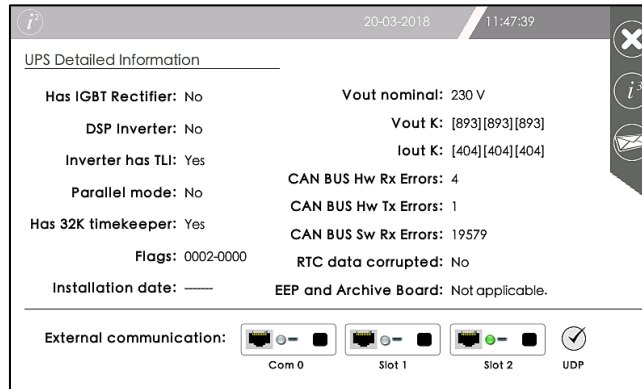 i²
20-03-2018 11:47:39
UPS Detailed Information
Has IGBT Rectifier: No
DSP Inverter: No
Inverter has TLI: Yes
Parallel mode: No
Has 32K timekeeper: Yes
Flags: 0002-0000
Installation date: -------
Vout nominal: 230 V
Vout K: [893][893][893]
Iout K: [404][404][404]
CAN BUS Hw Rx Errors: 4
CAN BUS Hw Tx Errors: 1
CAN BUS Sw Rx Errors: 19579
RTC data corrupted: No
EEP and Archive Board: Not applicable.
i³
External communication:
Com 0 Slot 1 Slot 2 UDP